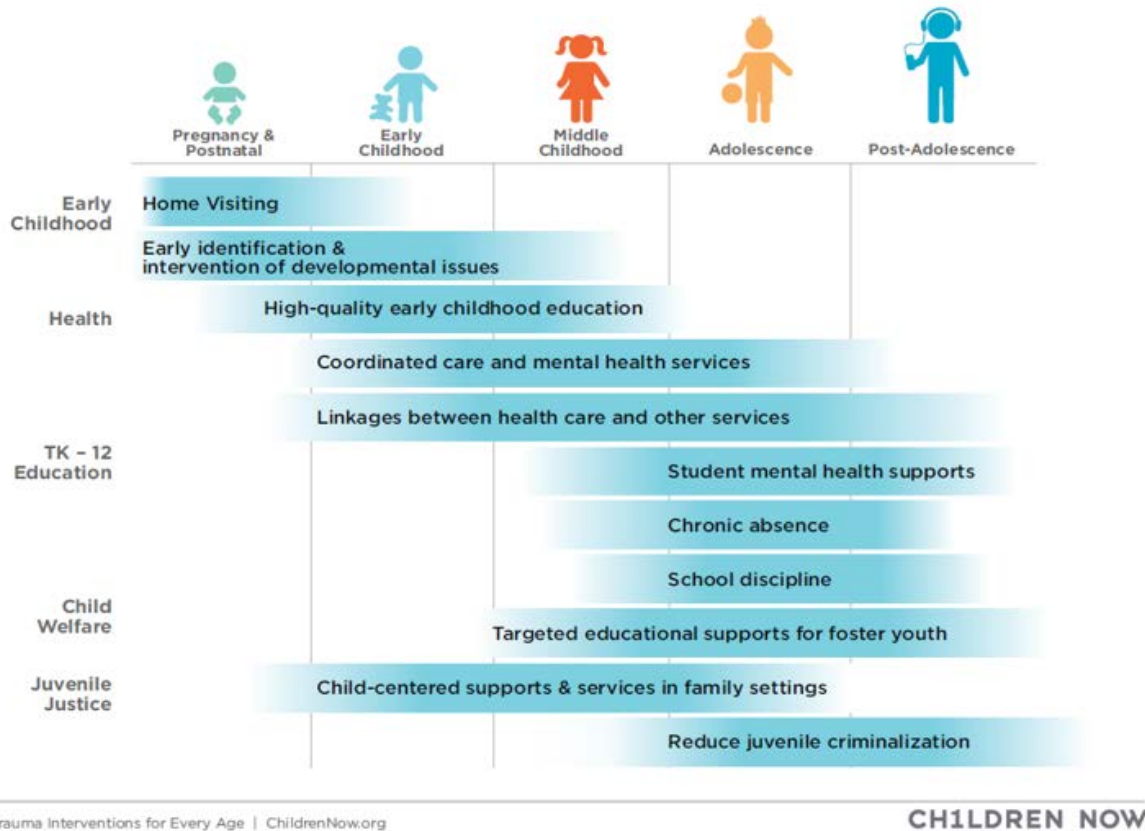 Pregnancy &
Postnatal
Early
Childhood
Middle
Childhood
Adolescence
Post-Adolescence
Early
Childhood
Home Visiting
Early identification &
intervention of developmental issues
Health
High-quality early childhood education
Coordinated care and mental health services
Linkages between health care and other services
TK – 12
Education
Student mental health supports
Chronic absence
School discipline
Child
Welfare
Targeted educational supports for foster youth
Juvenile
Justice
Child-centered supports & services in family settings
Reduce juvenile criminalization
rauma Interventions for Every Age | ChildrenNow.org
CH1LDREN NOW